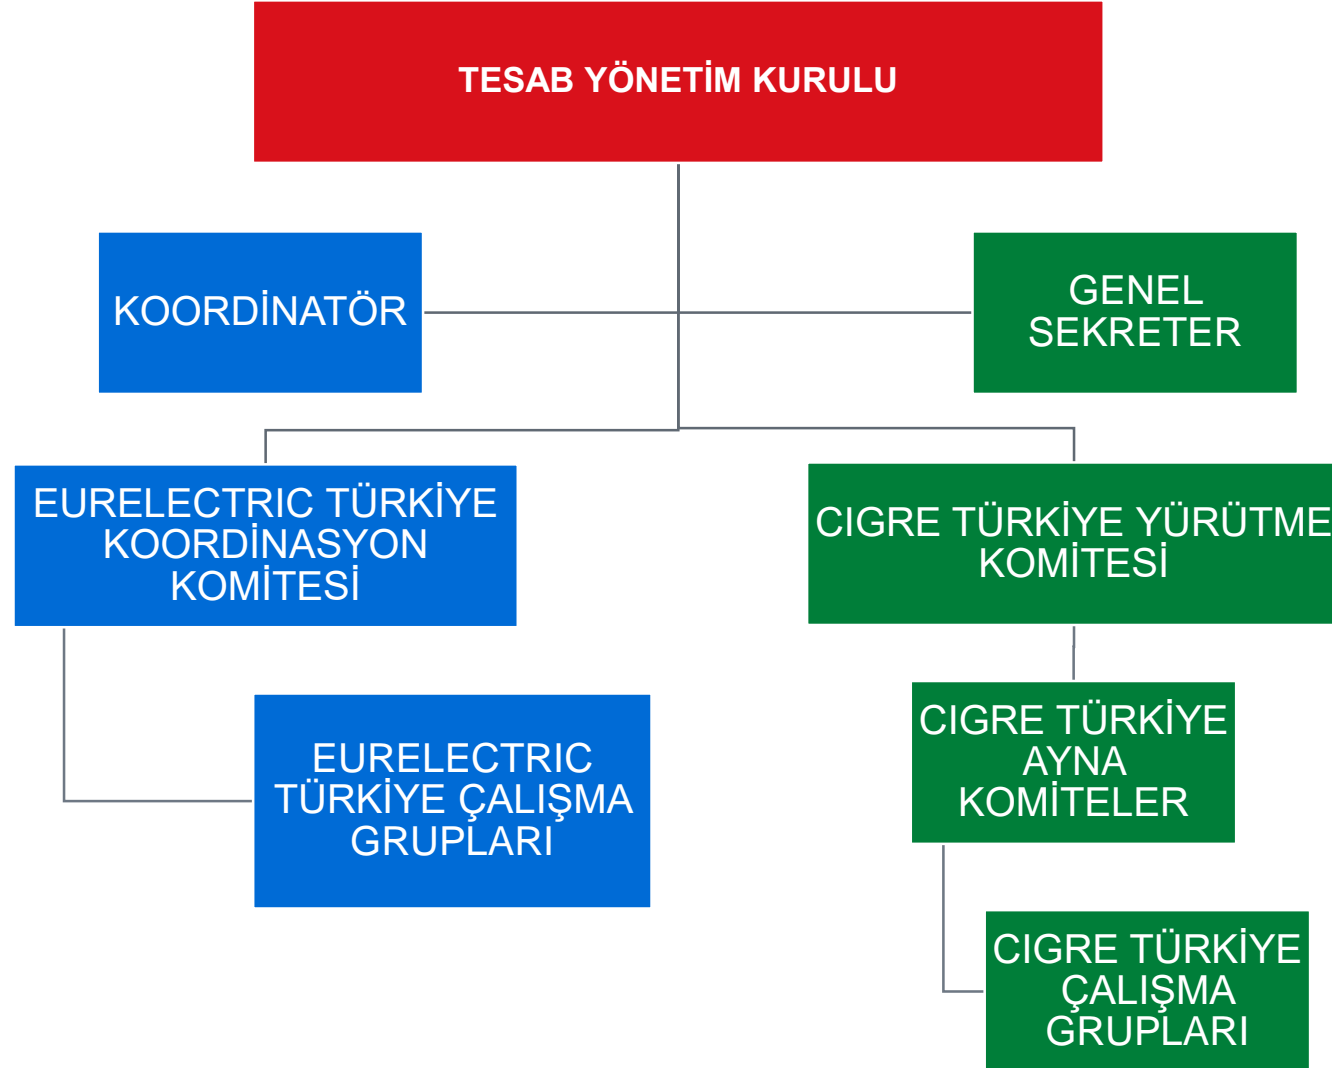 TESAB YÖNETİM KURULU
KOORDİNATÖR
GENEL
SEKRETER
EURELECTRIC TÜRKİYE
KOORDİNASYON
KOMİTESİ
CIGRE TÜRKİYE YÜRÜTME
KOMİTESİ
EURELECTRIC
TÜRKİYE ÇALIŞMA
GRUPLARI
CIGRE TÜRKİYE
AYNA
KOMİTELER
CIGRE TÜRKİYE
ÇALIŞMA
GRUPLARI